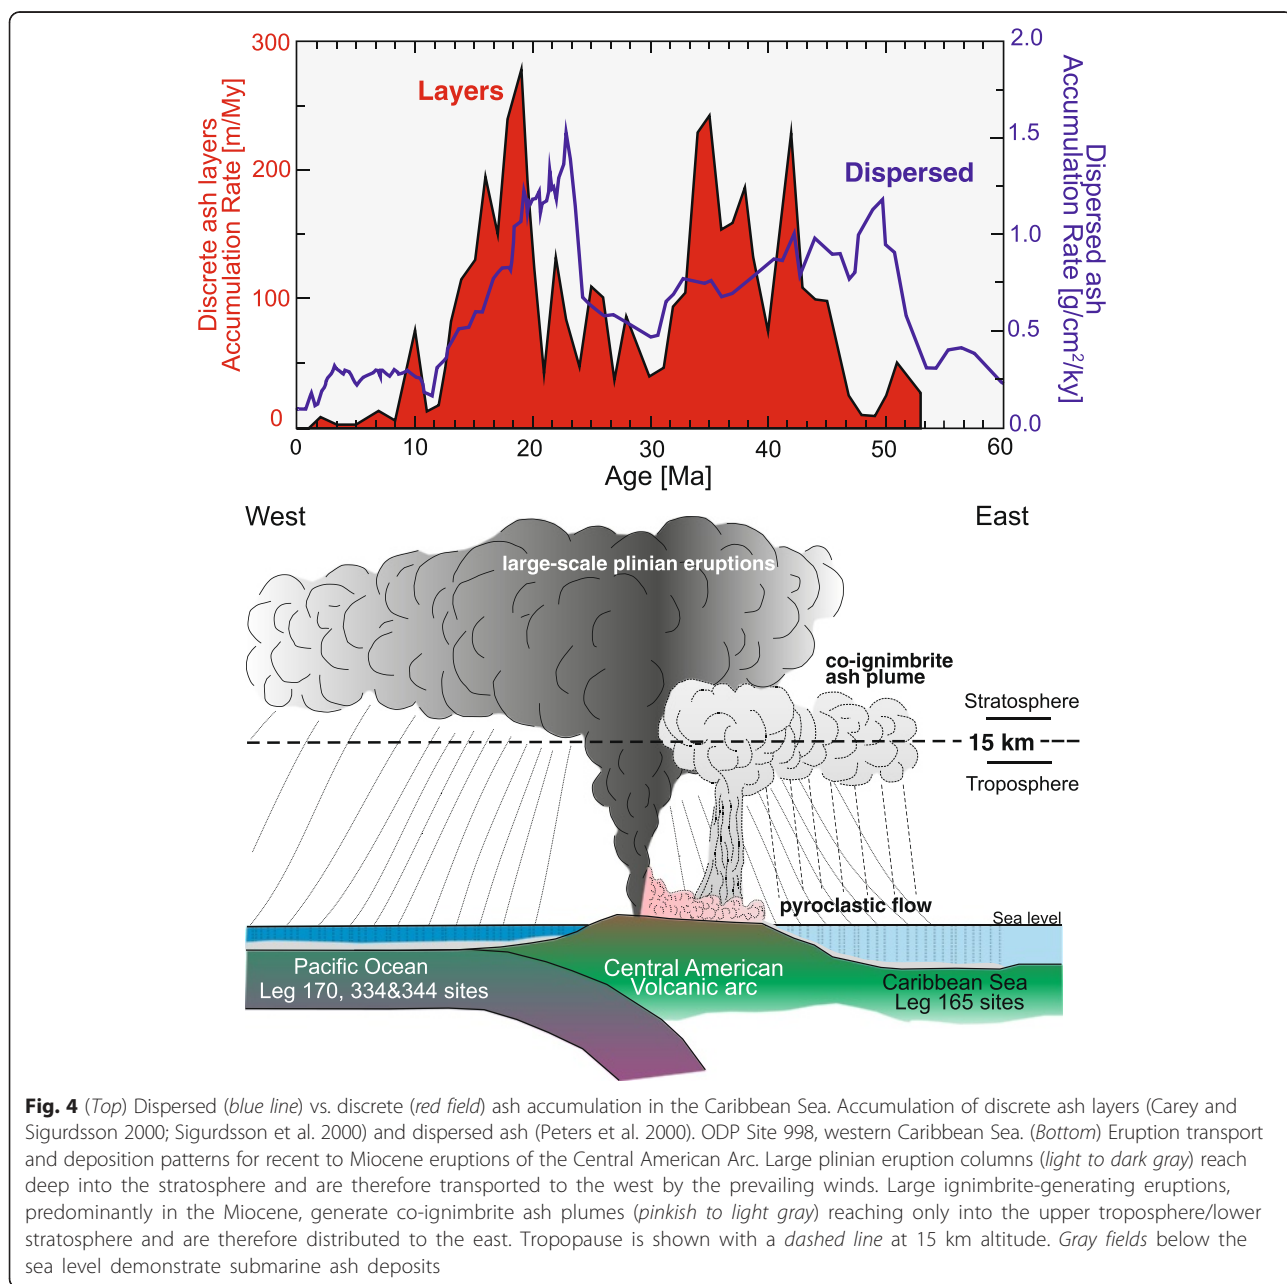 300
200
100
0
Discrete ash layers
Accumulation Rate [m/My]
Layers
Dispersed
2.0
1.5
1.0
0.5
0.0
Dispersed ash
Accumulation Rate [g/cm²/ky]
0 10 20 30 40 50 60
Age [Ma]
West
East
large-scale plinian eruptions
co-ignimbrite
ash plume
Stratosphere
15 km
Troposphere
pyroclastic flow
Sea level
Pacific Ocean
Leg 170, 334&344 sites
Central American
Volcanic arc
Caribbean Sea
Leg 165 sites
Fig. 4 (Top) Dispersed (blue line) vs. discrete (red field) ash accumulation in the Caribbean Sea. Accumulation of discrete ash layers (Carey and
Sigurdsson 2000; Sigurdsson et al. 2000) and dispersed ash (Peters et al. 2000). ODP Site 998, western Caribbean Sea. (Bottom) Eruption transport
and deposition patterns for recent to Miocene eruptions of the Central American Arc. Large plinian eruption columns (light to dark gray) reach
deep into the stratosphere and are therefore transported to the west by the prevailing winds. Large ignimbrite-generating eruptions,
predominantly in the Miocene, generate co-ignimbrite ash plumes (pinkish to light gray) reaching only into the upper troposphere/lower
stratosphere and are therefore distributed to the east. Tropopause is shown with a dashed line at 15 km altitude. Gray fields below the
sea level demonstrate submarine ash deposits